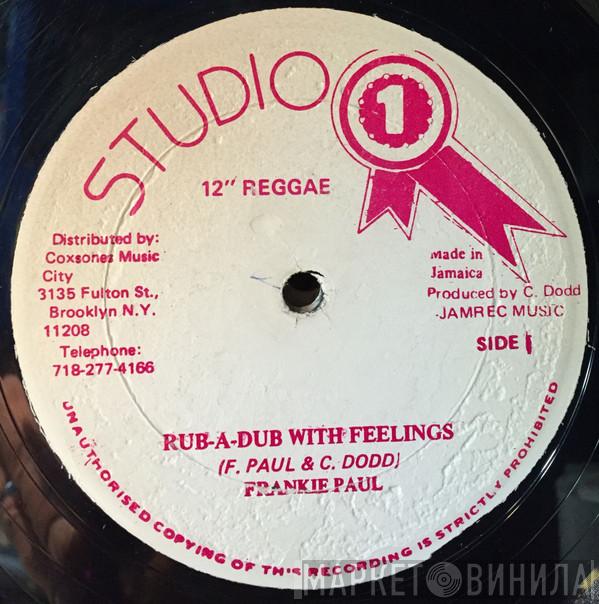 STUDIO
1
12" REGGAE
Distributed by:
Coxsones Music
City
3135 Fulton St.,
Brooklyn N.Y.
11208
Telephone:
718-277-4166
Made in
Jamaica
Produced by C. Dodd
JAMREC MUSIC
SIDE 1
RUB-A-DUB WITH FEELINGS
(F. PAUL & C. DODD)
FRANKIE PAUL
UNAUTHORISED COPYING OF THIS RECORDING IS STRICTLY PROHIBITED
МАРКЕТ ВИНИЛА